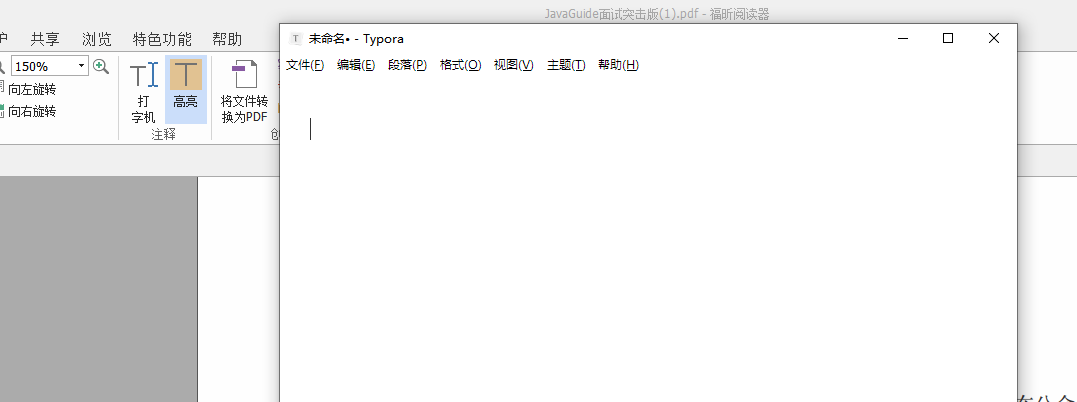 JavaGuide面试突击版(1).pdf - 福昕阅读器
共享 浏览 特色功能 帮助
未命名• - Typora
文件(F) 编辑(E) 段落(P) 格式(O) 视图(V) 主题(T) 帮助(H)
150%
向左旋转
向右旋转
打
字机
高亮
将文件转
换为PDF
注释